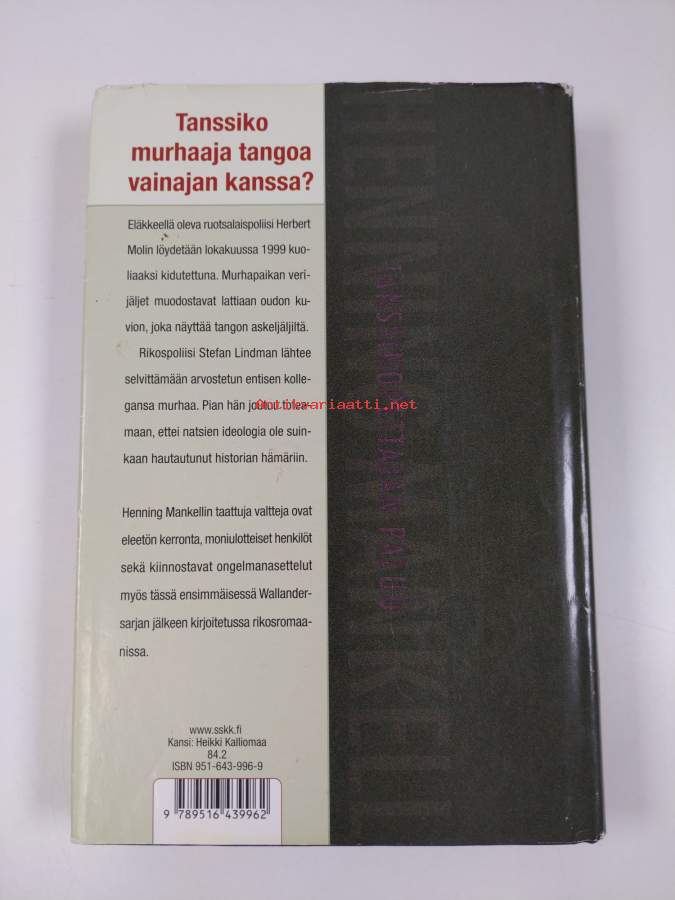 Tanssiko
murhaaja tangoa
vainajan kanssa?
Eläkkeellä oleva ruotsalaispoliisi Herbert
Molin löydetään lokakuussa 1999 kuo-
liaaksi kidutettuna. Murhapaikan veri-
jäljet muodostavat lattiaan oudon ku-
vion, joka näyttää tangon askeljäljiltä.
Rikospoliisi Stefan Lindman lähtee
selvittämään arvostetun entisen kolle-
gansa murhaa. Pian hän joutuu totea-
maan, ettei natsien ideologia ole suin-
kaan hautautunut historian hämäriin.
Henning Mankellin taattuja valtteja ovat
eleetön kerronta, moniulotteiset henkilöt
sekä kiinnostavat ongelmanasettelut
myös tässä ensimmäisessä Wallander-
sarjan jälkeen kirjoitetussa rikosromaa-
nissa.
www.sskk.fi
Kansi: Heikki Kalliomaa
84.2
ISBN 951-643-996-9
9 789516 439962
HENNING MANKELL
TANSSINOPETTAJAN PALUU
Antikvariaatti.net